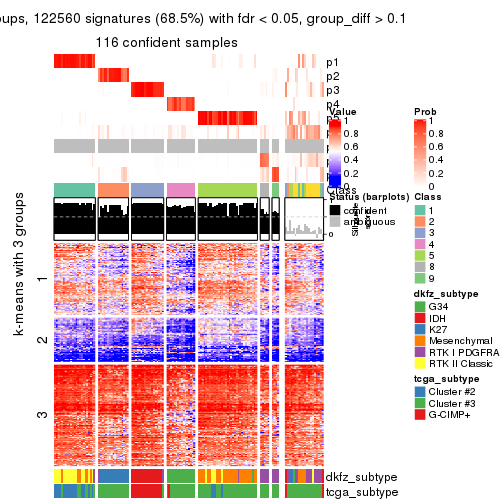 oups, 122560 signatures (68.5%) with fdr < 0.05, group_diff > 0.1
116 confident samples
p1
p2
p3
p4
Value
1
0.8
0.6
0.4
0.2
0
Prob
1
0.8
0.6
0.4
0.2
0
Class
Status (barplots)
confident
ambiguous
0
Class
1
2
3
4
5
8
9
k-means with 3 groups
1
2
3
dkfz_subtype
G34
IDH
K27
Mesenchymal
RTK I PDGFRA
RTK II Classic
tcga_subtype
Cluster #2
Cluster #3
G-CIMP+
dkfz_subtype
tcga_subtype